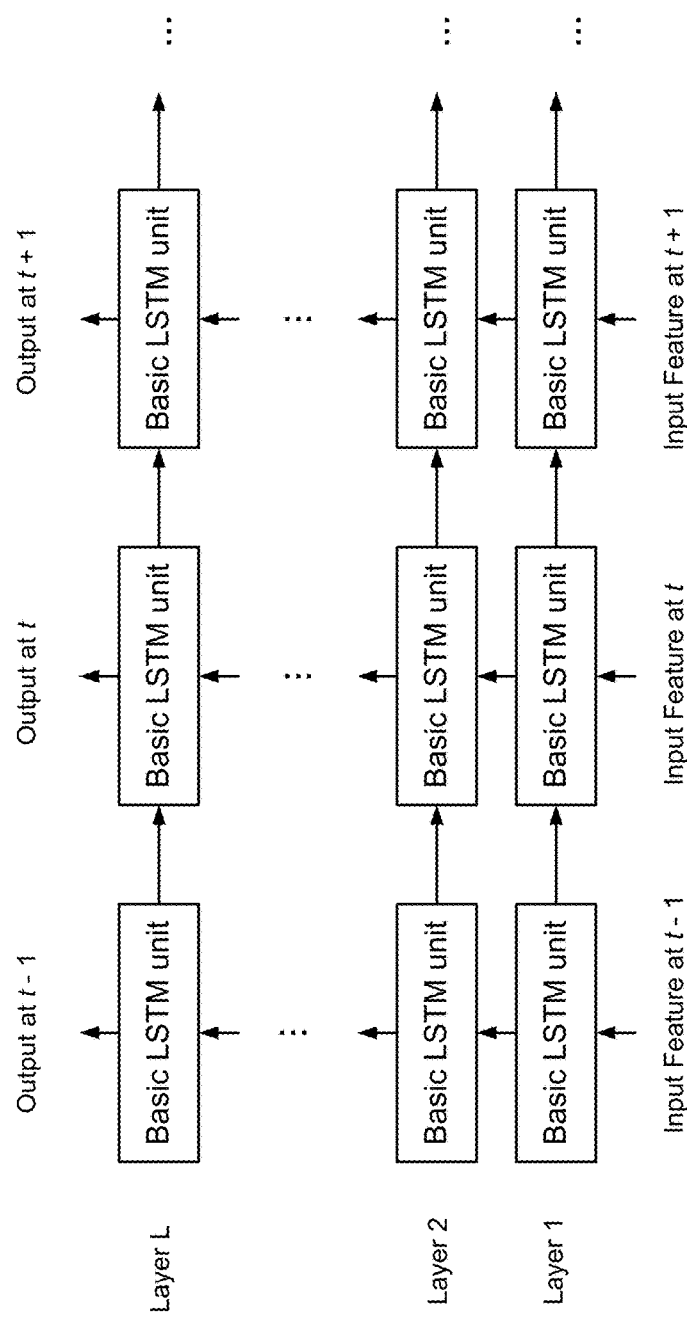 Output at t - 1
Output at t
Output at t + 1
Layer L
Basic LSTM unit
Basic LSTM unit
Basic LSTM unit
...
...
...
...
Layer 2
Basic LSTM unit
Basic LSTM unit
Basic LSTM unit
...
Layer 1
Basic LSTM unit
Basic LSTM unit
Basic LSTM unit
...
Input Feature at t - 1
Input Feature at t
Input Feature at t + 1